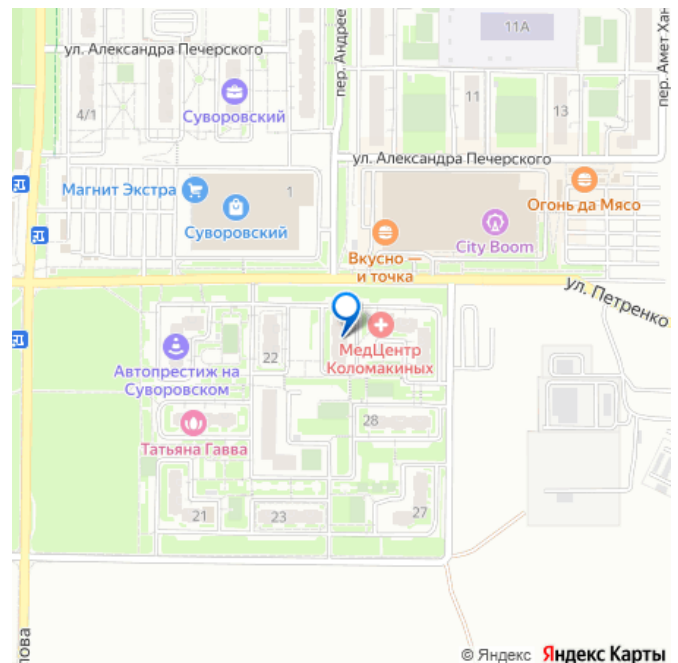 11А
ул. Александра Печерского
пер. Андрее
пер. Амет Хан
4/1
Суворовский
11
13
ул. Александра Печерского
Магнит Экстра
1
Огонь да Мясо
Суворовский
City Boom
Вкусно —
и точка
ул. Петренко
22
МедЦентр
Коломакиных
Автопрестиж на
Суворовском
28
Татьяна Гавва
21
23
27
лова
© Яндекс Яндекс Карты